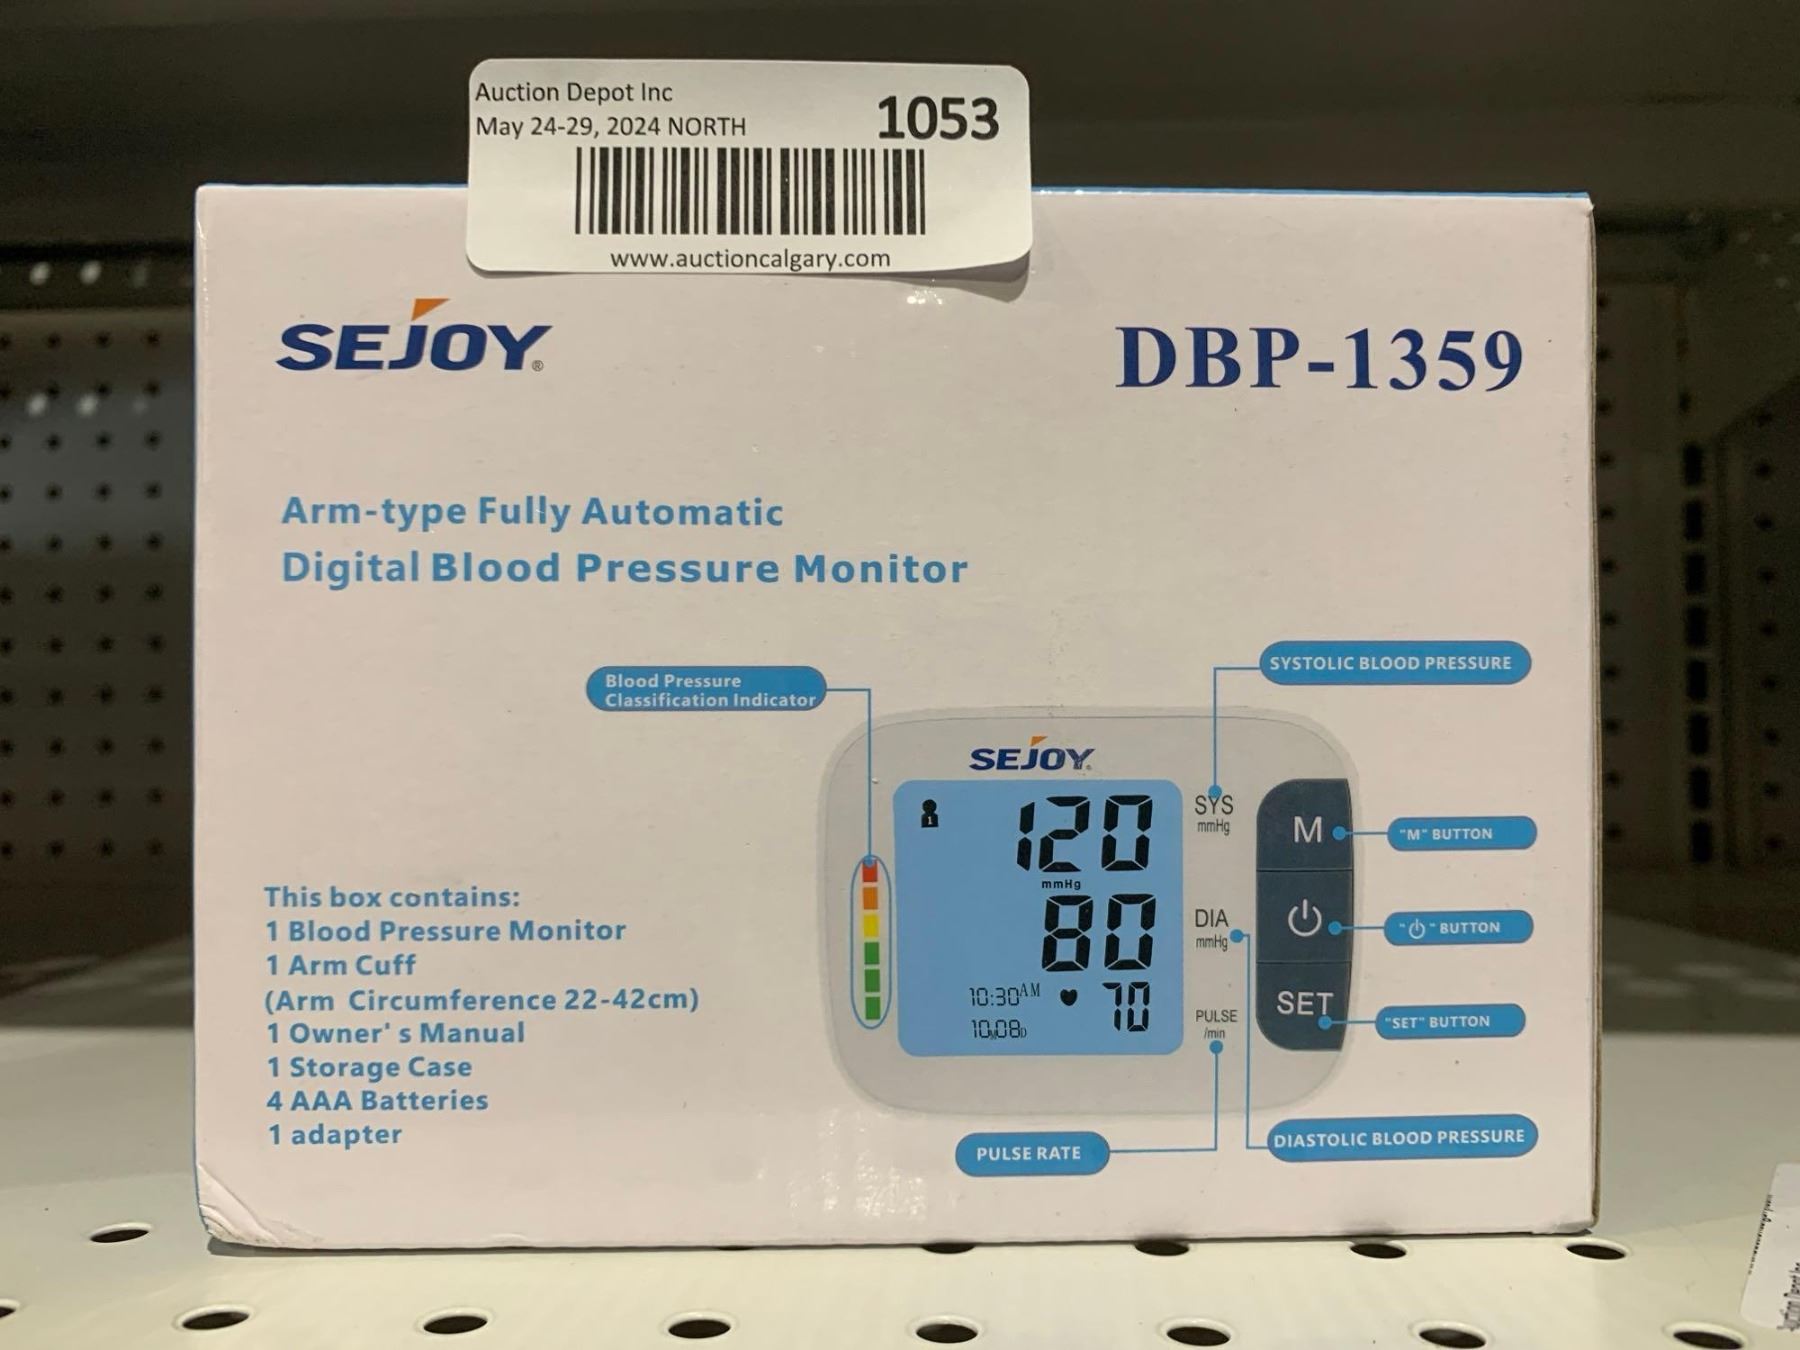 Auction Depot Inc
May 24-29, 2024 NORTH
1053
www.auctioncalgary.com
SEJOY®
DBP-1359
Arm-type Fully Automatic
Digital Blood Pressure Monitor
Blood Pressure
Classification Indicator
SYSTOLIC BLOOD PRESSURE
SEJOY
1
120
mmHg
80
10:30AM
70
10M08D
SYS
mmHg
DIA
mmHg
PULSE
/min
M
SET
"M" BUTTON
"⏻" BUTTON
"SET" BUTTON
DIASTOLIC BLOOD PRESSURE
PULSE RATE
This box contains:
1 Blood Pressure Monitor
1 Arm Cuff
(Arm Circumference 22-42cm)
1 Owner's Manual
1 Storage Case
4 AAA Batteries
1 adapter